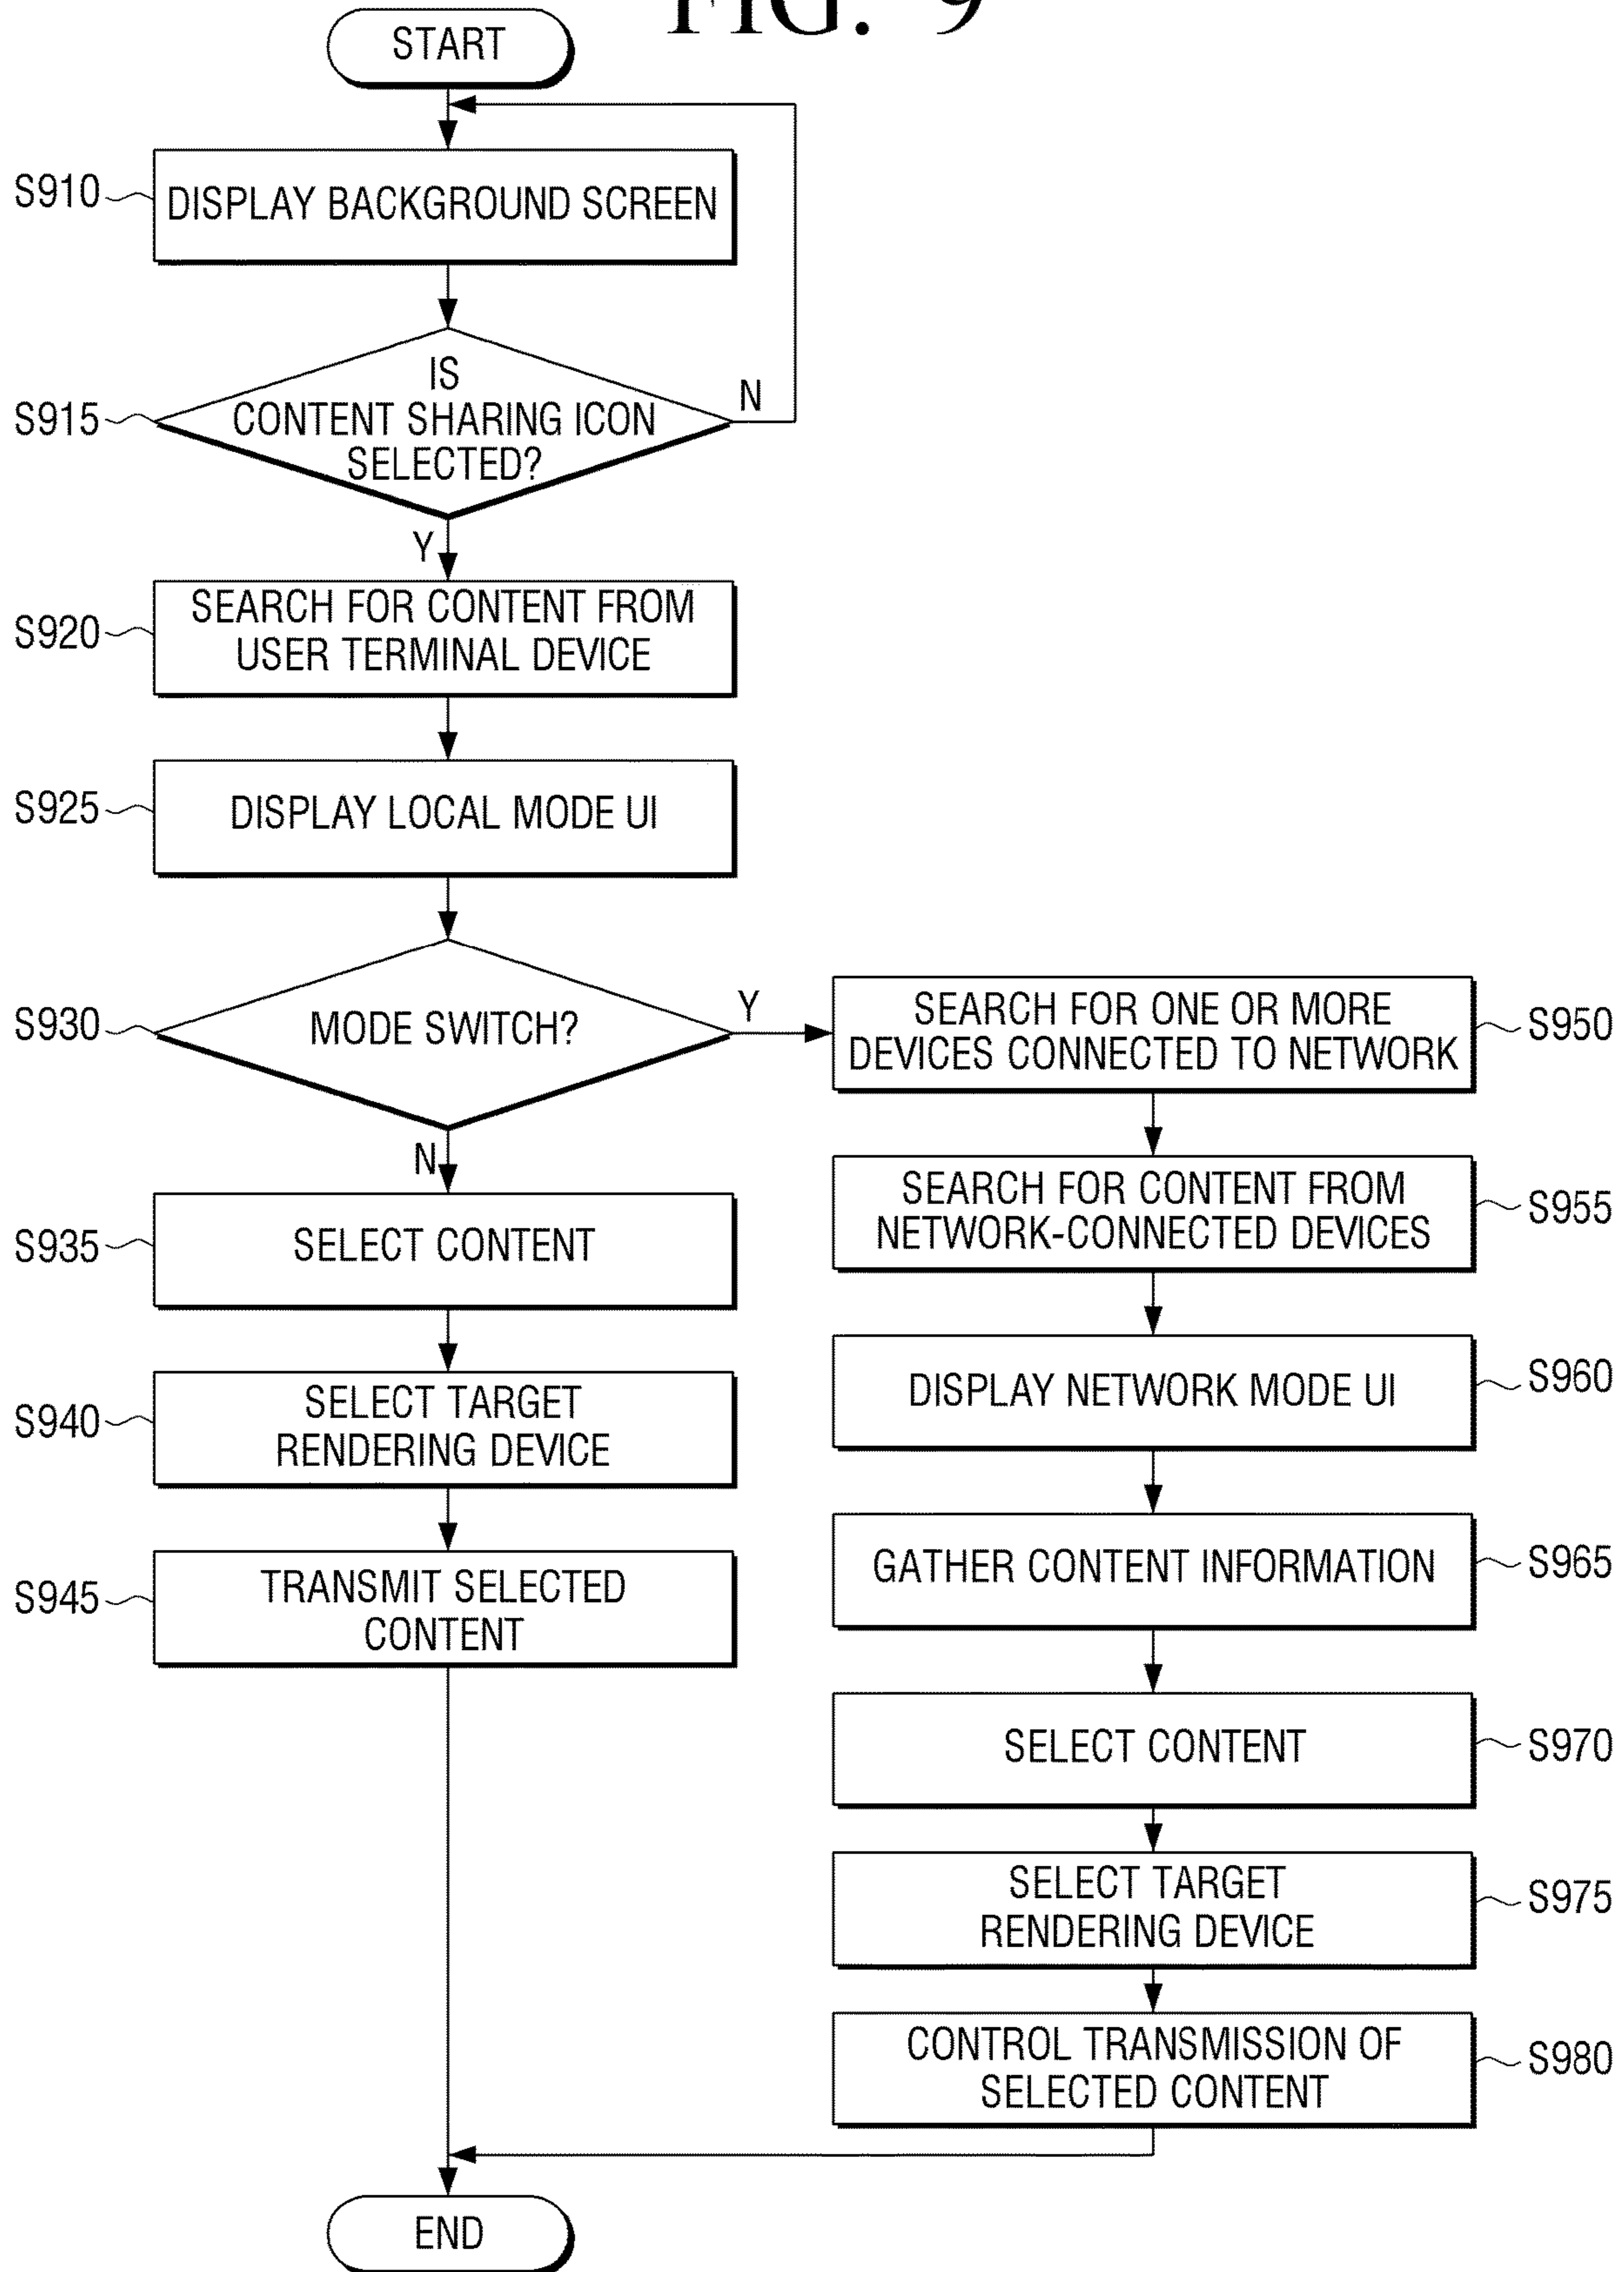 FIG. 9
START
S910
DISPLAY BACKGROUND SCREEN
S915
IS
CONTENT SHARING ICON
SELECTED?
N
Y
S920
SEARCH FOR CONTENT FROM
USER TERMINAL DEVICE
S925
DISPLAY LOCAL MODE UI
S930
MODE SWITCH?
Y
N
S935
SELECT CONTENT
S940
SELECT TARGET
RENDERING DEVICE
S945
TRANSMIT SELECTED
CONTENT
SEARCH FOR ONE OR MORE
DEVICES CONNECTED TO NETWORK
S950
SEARCH FOR CONTENT FROM
NETWORK-CONNECTED DEVICES
S955
DISPLAY NETWORK MODE UI
S960
GATHER CONTENT INFORMATION
S965
SELECT CONTENT
S970
SELECT TARGET
RENDERING DEVICE
S975
CONTROL TRANSMISSION OF
SELECTED CONTENT
S980
END